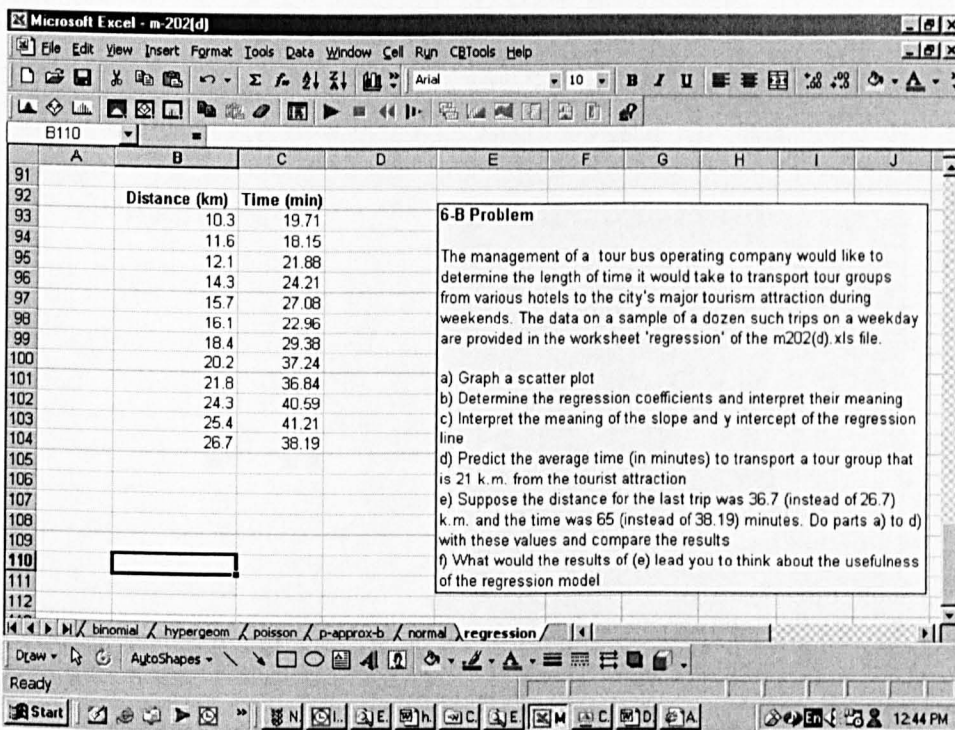 Microsoft Excel - m-202(d)
File Edit View Insert Format Tools Data Window Cell Run CBTools Help
Arial 10 B I U
B110 =
A B C D E F G H I J
91
92 Distance (km) Time (min)
93 10.3 19.71
94 11.6 18.15
95 12.1 21.88
96 14.3 24.21
97 15.7 27.08
98 16.1 22.96
99 18.4 29.38
100 20.2 37.24
101 21.8 36.84
102 24.3 40.59
103 25.4 41.21
104 26.7 38.19
105
106
107
108
109
110
111
112
6-B Problem
The management of a tour bus operating company would like to
determine the length of time it would take to transport tour groups
from various hotels to the city's major tourism attraction during
weekends. The data on a sample of a dozen such trips on a weekday
are provided in the worksheet 'regression' of the m202(d).xls file.
a) Graph a scatter plot
b) Determine the regression coefficients and interpret their meaning
c) Interpret the meaning of the slope and y intercept of the regression
line
d) Predict the average time (in minutes) to transport a tour group that
is 21 k.m. from the tourist attraction
e) Suppose the distance for the last trip was 36.7 (instead of 26.7)
k.m. and the time was 65 (instead of 38.19) minutes. Do parts a) to d)
with these values and compare the results
f) What would the results of (e) lead you to think about the usefulness
of the regression model
binomial hypergeom poisson p-approx-b normal regression
Draw AutoShapes
Ready
Start N I.. E. h. C. E. M C. D A. En 12:44 PM